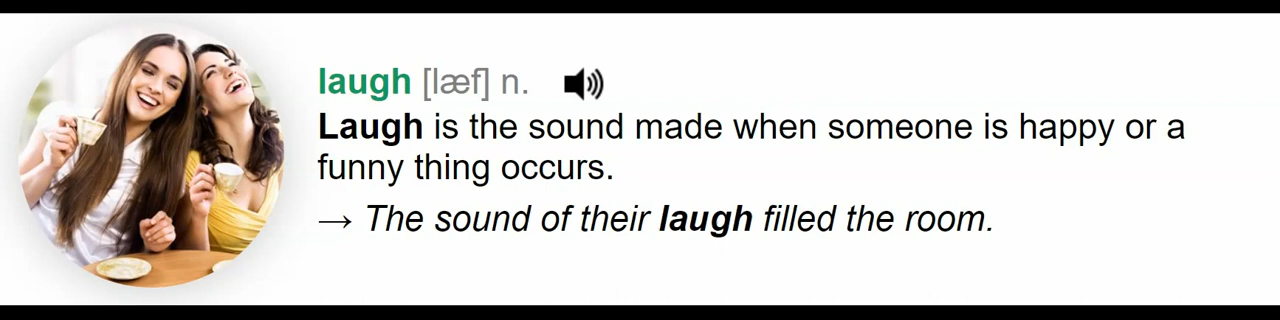 laugh [læf] n.
Laugh is the sound made when someone is happy or a
funny thing occurs.
→ The sound of their laugh filled the room.